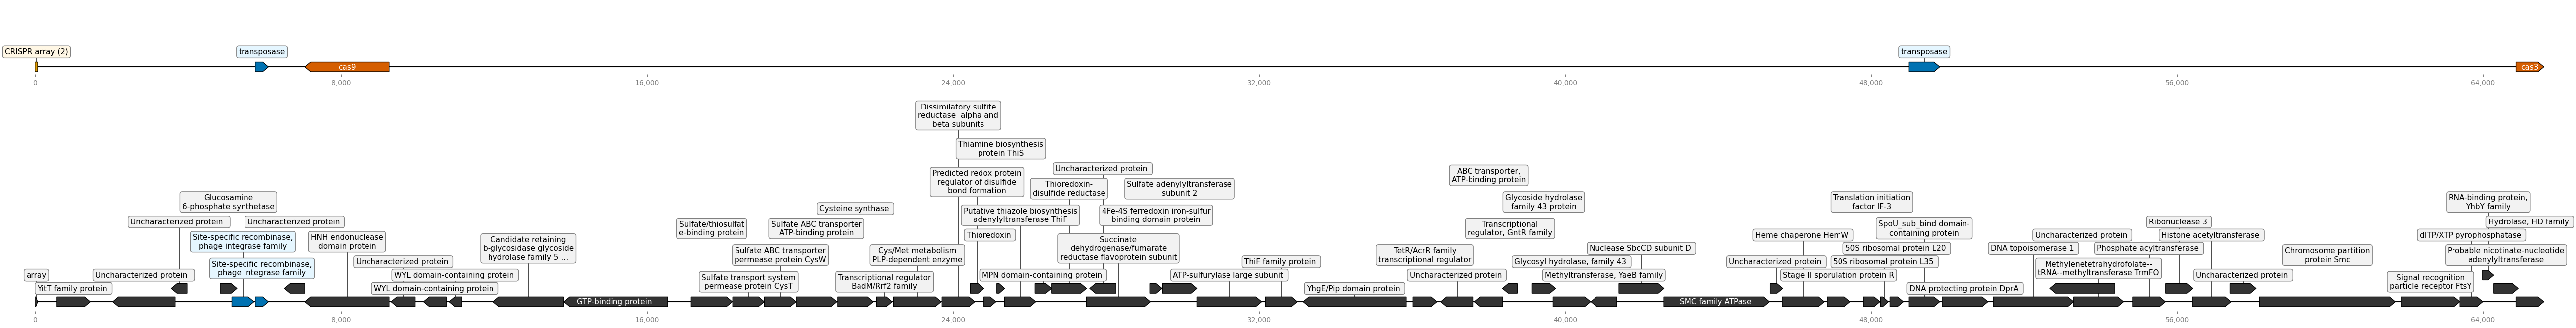 CRISPR array (2)
transposase
transposase
cas9
cas3
0
8,000
16,000
24,000
32,000
40,000
48,000
56,000
64,000
Dissimilatory sulfite
reductase alpha and
beta subunits
Thiamine biosynthesis
protein ThiS
Uncharacterized protein
Predicted redox protein
regulator of disulfide
bond formation
ABC transporter,
ATP-binding protein
Thioredoxin-
disulfide reductase
Sulfate adenylyltransferase
subunit 2
Glucosamine
6-phosphate synthetase
Glycoside hydrolase
family 43 protein
Translation initiation
factor IF-3
RNA-binding protein,
YhbY family
Cysteine synthase
Putative thiazole biosynthesis
adenylyltransferase ThiF
4Fe-4S ferredoxin iron-sulfur
binding domain protein
Uncharacterized protein
Uncharacterized protein
Sulfate/thiosulfat
e-binding protein
Sulfate ABC transporter
ATP-binding protein
Transcriptional
regulator, GntR family
SpoU_sub_bind domain-
containing protein
Ribonuclease 3
Hydrolase, HD family
Site-specific recombinase,
phage integrase family
HNH endonuclease
domain protein
Candidate retaining
b-glycosidase glycoside
hydrolase family 5 ...
Thioredoxin
Succinate
dehydrogenase/fumarate
reductase flavoprotein subunit
Heme chaperone HemW
Uncharacterized protein
Histone acetyltransferase
dITP/XTP pyrophosphatase
Sulfate ABC transporter
permease protein CysW
Cys/Met metabolism
PLP-dependent enzyme
TetR/AcrR family
transcriptional regulator
Nuclease SbcCD subunit D
50S ribosomal protein L20
DNA topoisomerase 1
Phosphate acyltransferase
Chromosome partition
protein Smc
Probable nicotinate-nucleotide
adenylyltransferase
Site-specific recombinase,
phage integrase family
Uncharacterized protein
ThiF family protein
Glycosyl hydrolase, family 43
Uncharacterized protein
50S ribosomal protein L35
Methylenetetrahydrofolate--
tRNA--methyltransferase TrmFO
array
Uncharacterized protein
WYL domain-containing protein
Sulfate transport system
permease protein CysT
Transcriptional regulator
BadM/Rrf2 family
MPN domain-containing protein
ATP-sulfurylase large subunit
Uncharacterized protein
Methyltransferase, YaeB family
Stage II sporulation protein R
Uncharacterized protein
Signal recognition
particle receptor FtsY
YitT family protein
WYL domain-containing protein
YhgE/Pip domain protein
DNA protecting protein DprA
GTP-binding protein
SMC family ATPase
0
8,000
16,000
24,000
32,000
40,000
48,000
56,000
64,000